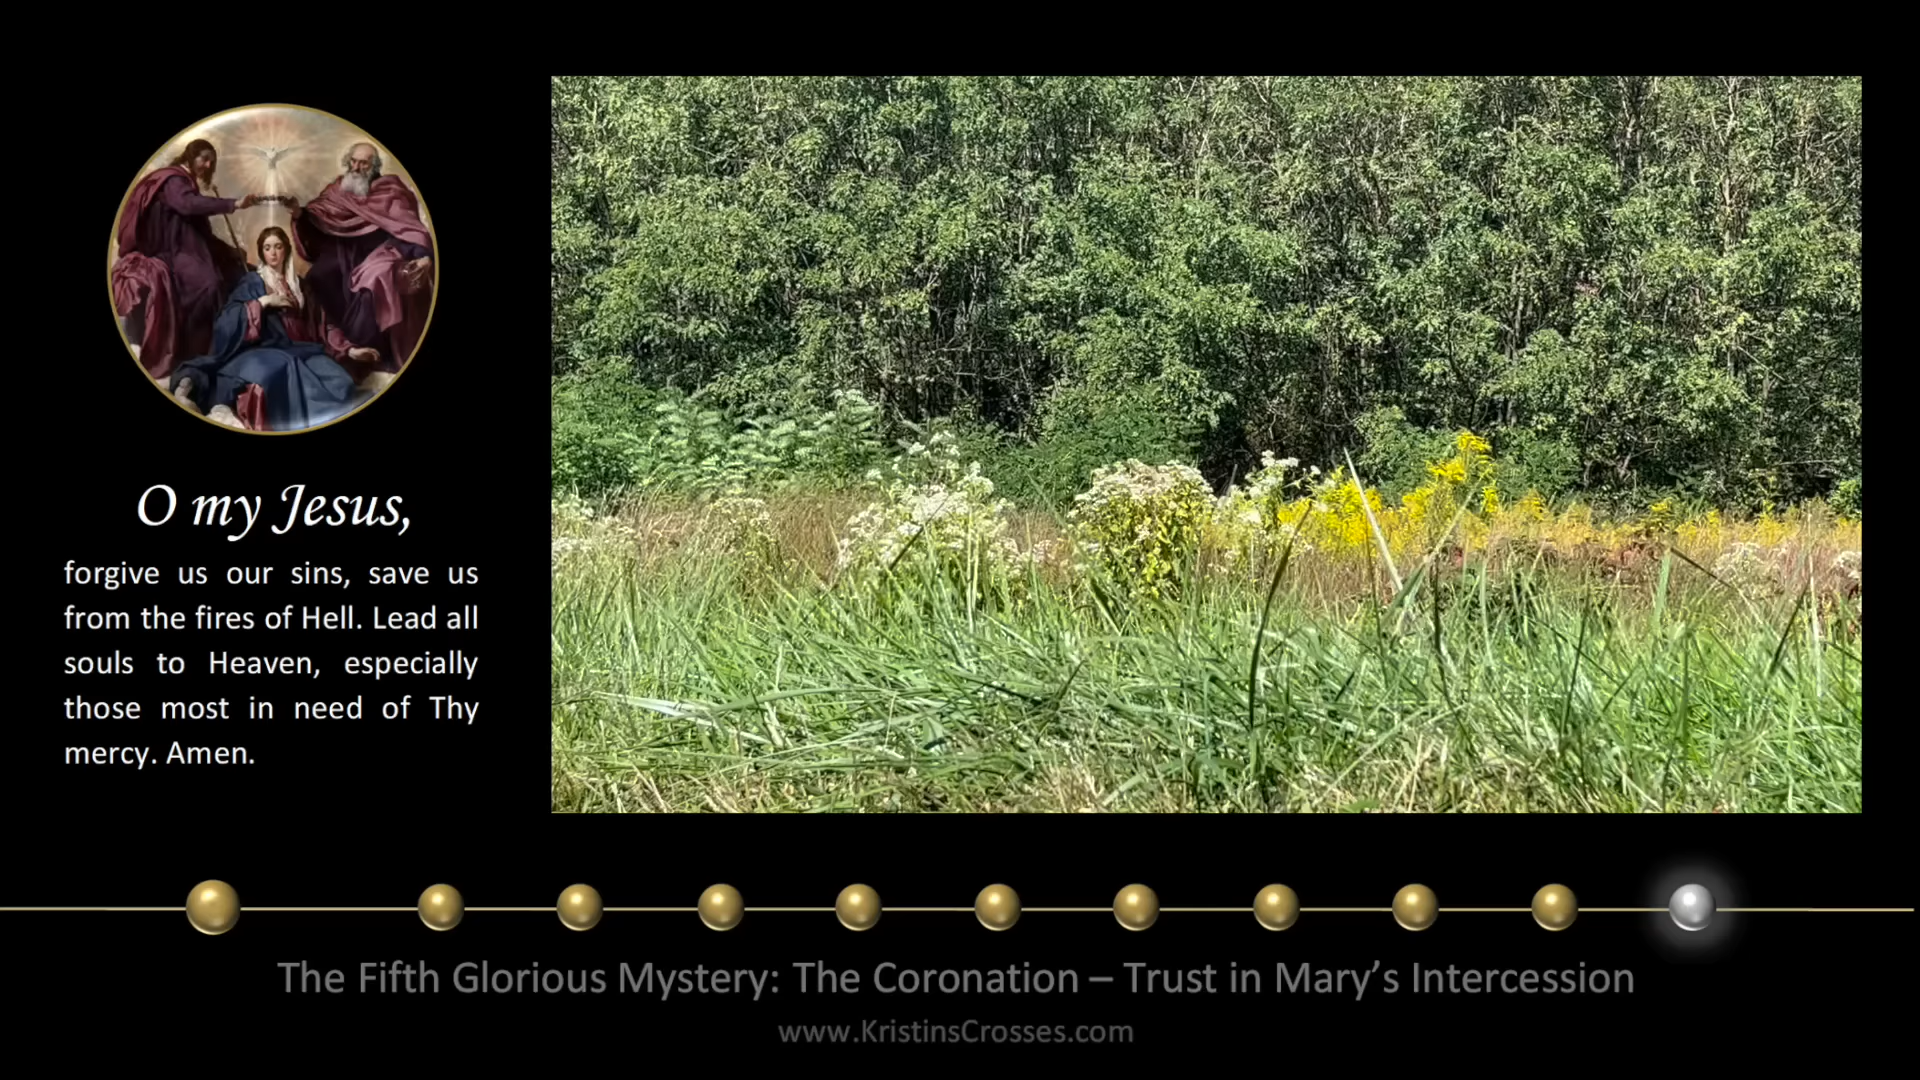 O my Jesus,
forgive us our sins, save us
from the fires of Hell. Lead all
souls to Heaven, especially
those most in need of Thy
mercy. Amen.
The Fifth Glorious Mystery: The Coronation – Trust in Mary’s Intercession
www.KristinsCrosses.com